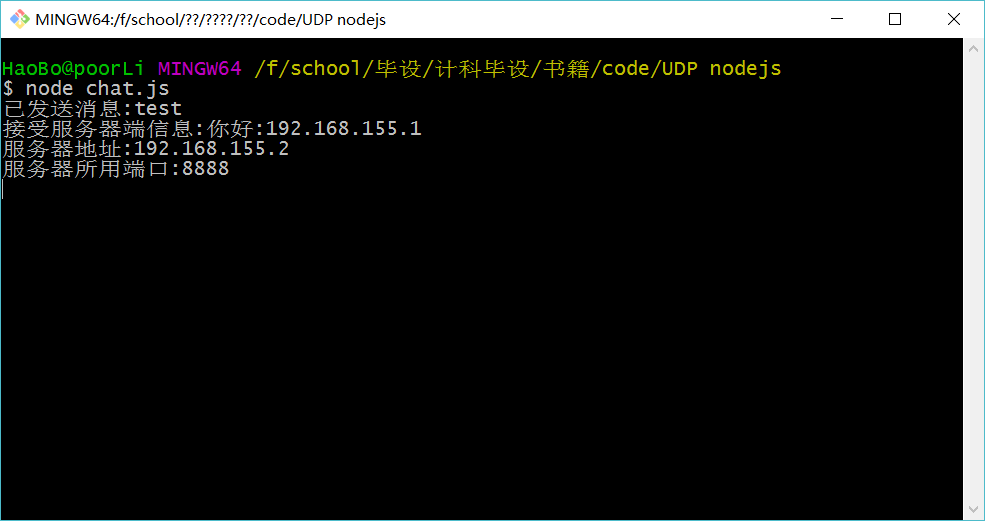 MINGW64:/f/school/??/????/??/code/UDP nodejs
HaoBo@poorLi MINGW64 /f/school/毕设/计科毕设/书籍/code/UDP nodejs
$ node chat.js
已发送消息:test
接受服务器端信息:你好:192.168.155.1
服务器地址:192.168.155.2
服务器所用端口:8888